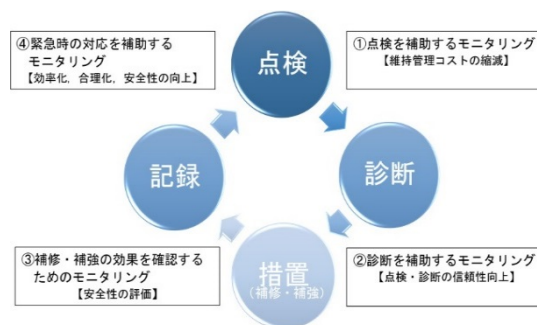 ④緊急時の対応を補助する
モニタリング
【効率化，合理化，安全性の向上】
点検
①点検を補助するモニタリング
【維持管理コストの縮減】
記録
診断
③補修・補強の効果を確認する
ためのモニタリング
【安全性の評価】
措置
（補修・補強）
②診断を補助するモニタリング
【点検・診断の信頼性向上】